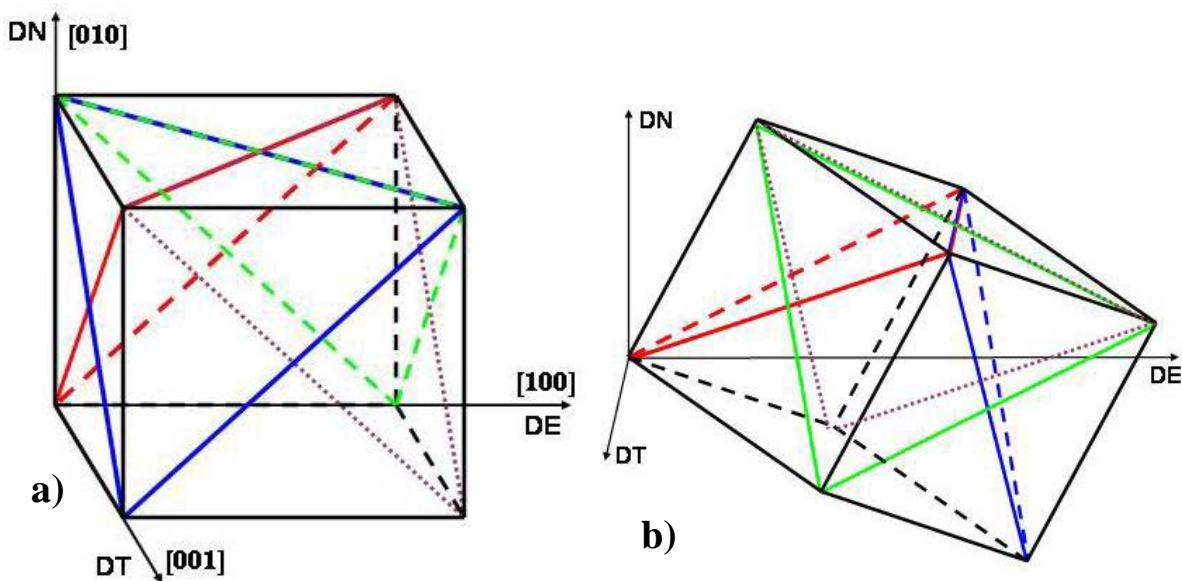 DN [010]
[100]
DE
a)
DT [001]
DN
DE
DT
b)